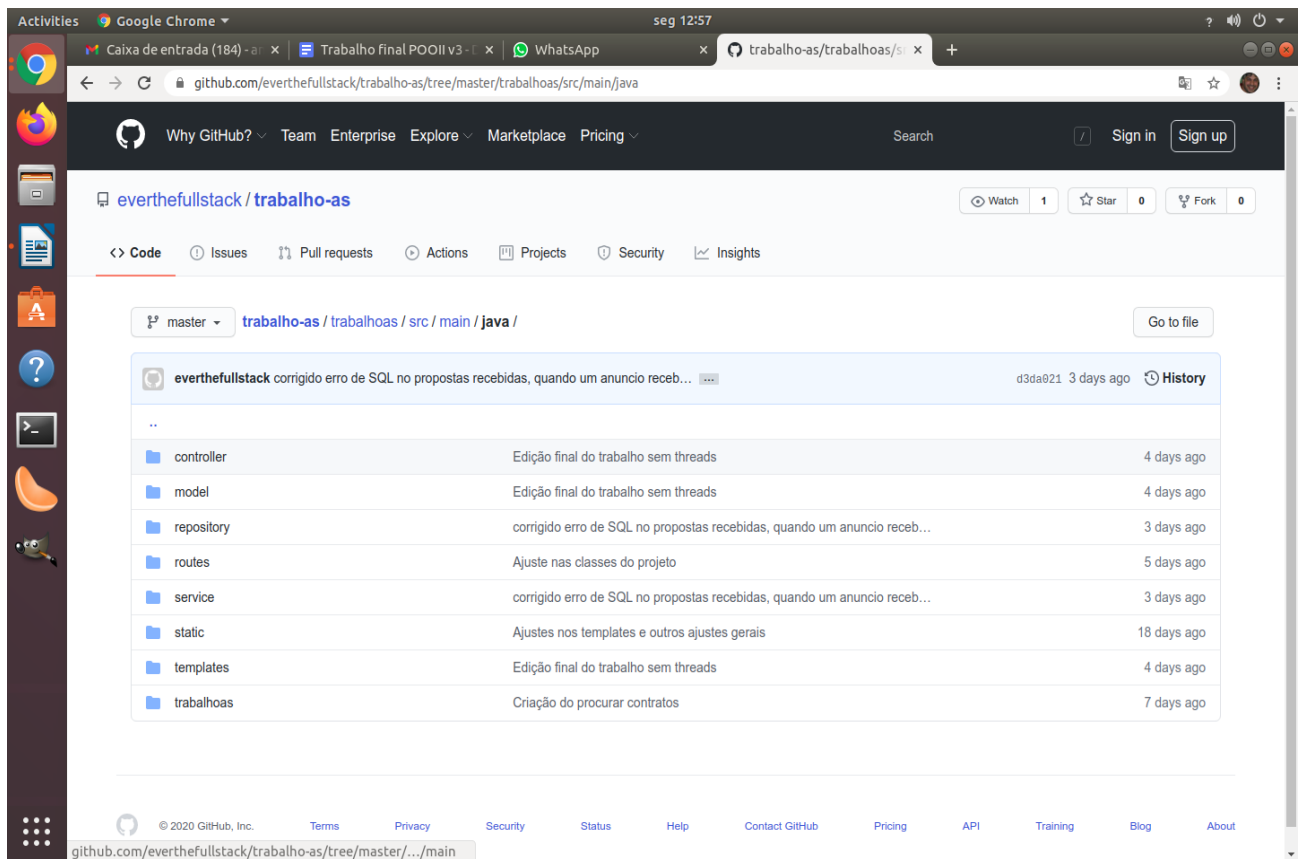 Activities Google Chrome seg 12:57 ?
Caixa de entrada (184) - ar Trabalho final POOII v3 - D WhatsApp trabalho-as/trabalhoas/sr
github.com/everthefullstack/trabalho-as/tree/master/trabalhoas/src/main/java
Why GitHub? Team Enterprise Explore Marketplace Pricing Search / Sign in Sign up
everthefullstack / trabalho-as Watch 1 Star 0 Fork 0
<> Code Issues Pull requests Actions Projects Security Insights
master trabalho-as / trabalhoas / src / main / java / Go to file
everthefullstack corrigido erro de SQL no propostas recebidas, quando um anuncio receb… ... d3da021 3 days ago History
..
controller Edição final do trabalho sem threads 4 days ago
model Edição final do trabalho sem threads 4 days ago
repository corrigido erro de SQL no propostas recebidas, quando um anuncio receb… 3 days ago
routes Ajuste nas classes do projeto 5 days ago
service corrigido erro de SQL no propostas recebidas, quando um anuncio receb… 3 days ago
static Ajustes nos templates e outros ajustes gerais 18 days ago
templates Edição final do trabalho sem threads 4 days ago
trabalhoas Criação do procurar contratos 7 days ago
© 2020 GitHub, Inc. Terms Privacy Security Status Help Contact GitHub Pricing API Training Blog About
github.com/everthefullstack/trabalho-as/tree/master/.../main